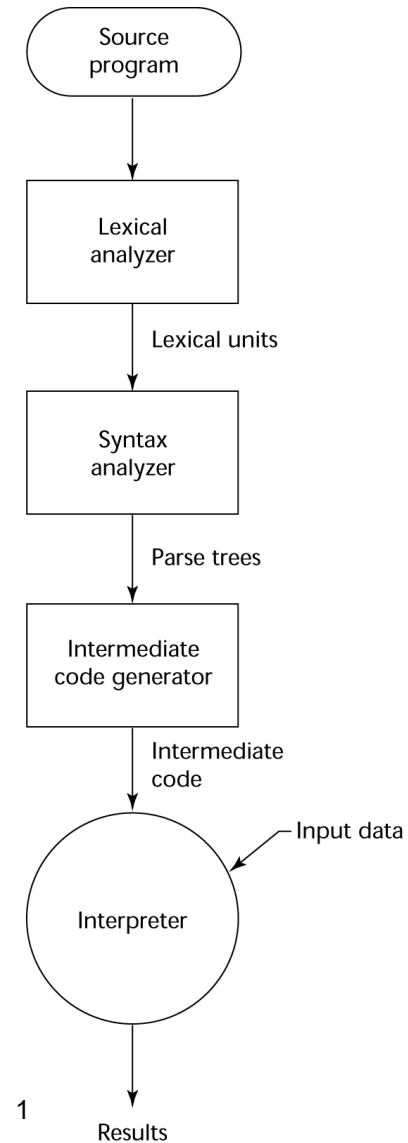 Source
program
Lexical
analyzer
Lexical units
Syntax
analyzer
Parse trees
Intermediate
code generator
Intermediate
code
Input data
Interpreter
1
Results